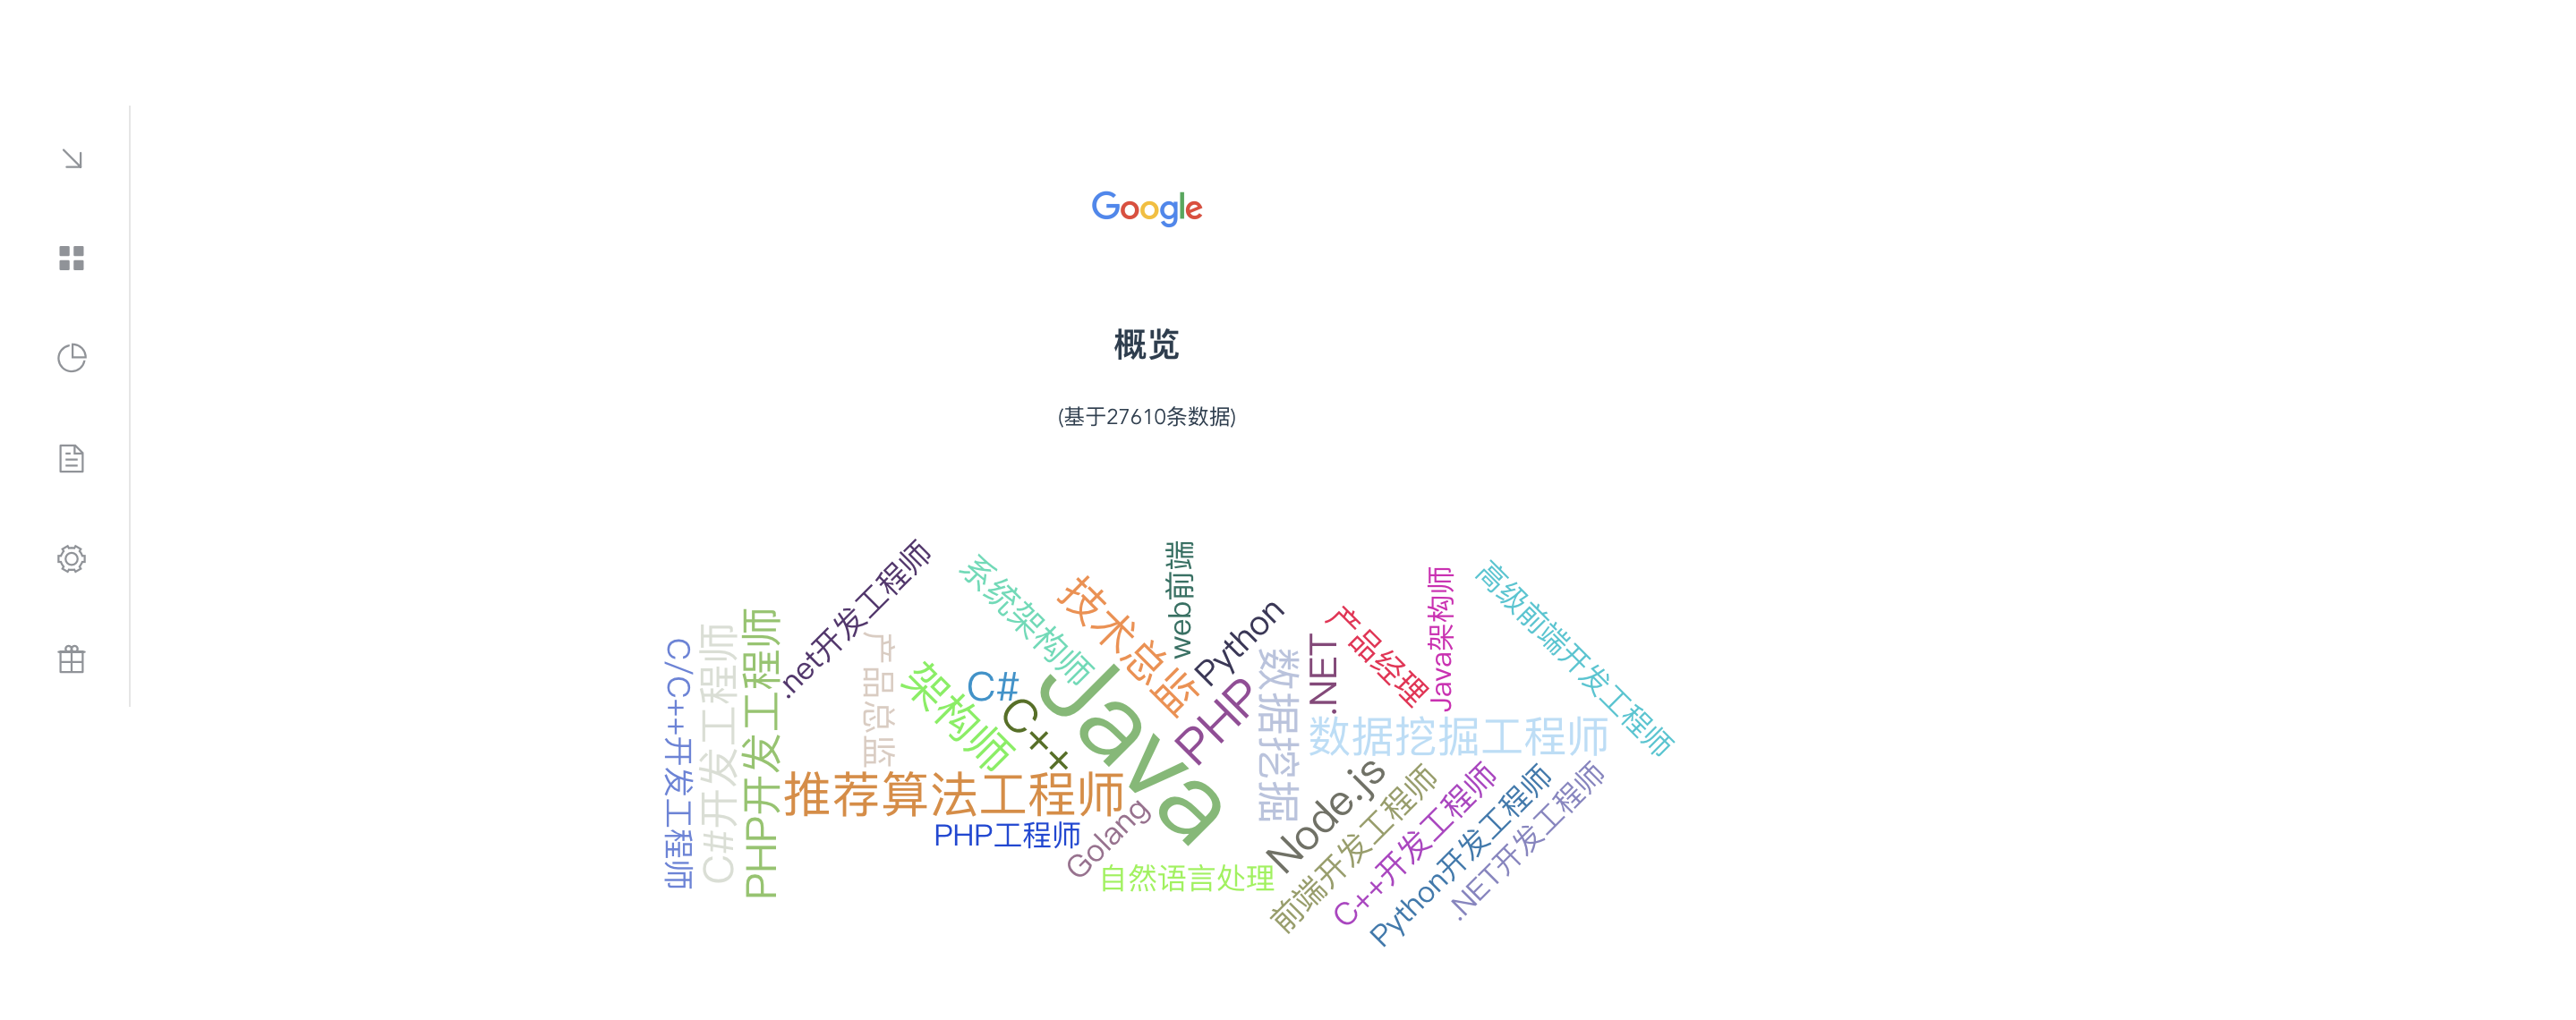 Google
概览
(基于27610条数据)
.net开发工程师
系统架构师
技术总监
web前端
Python
产品经理
Java架构师
高级前端开发工程师
C/C++开发工程师
C#开发工程师
PHP开发工程师
产品总监
架构师
C#
C++
Java
PHP
数据挖掘
.NET
数据挖掘工程师
推荐算法工程师
PHP工程师
Golang
自然语言处理
Node.js
前端开发工程师
C++开发工程师
Python开发工程师
.NET开发工程师